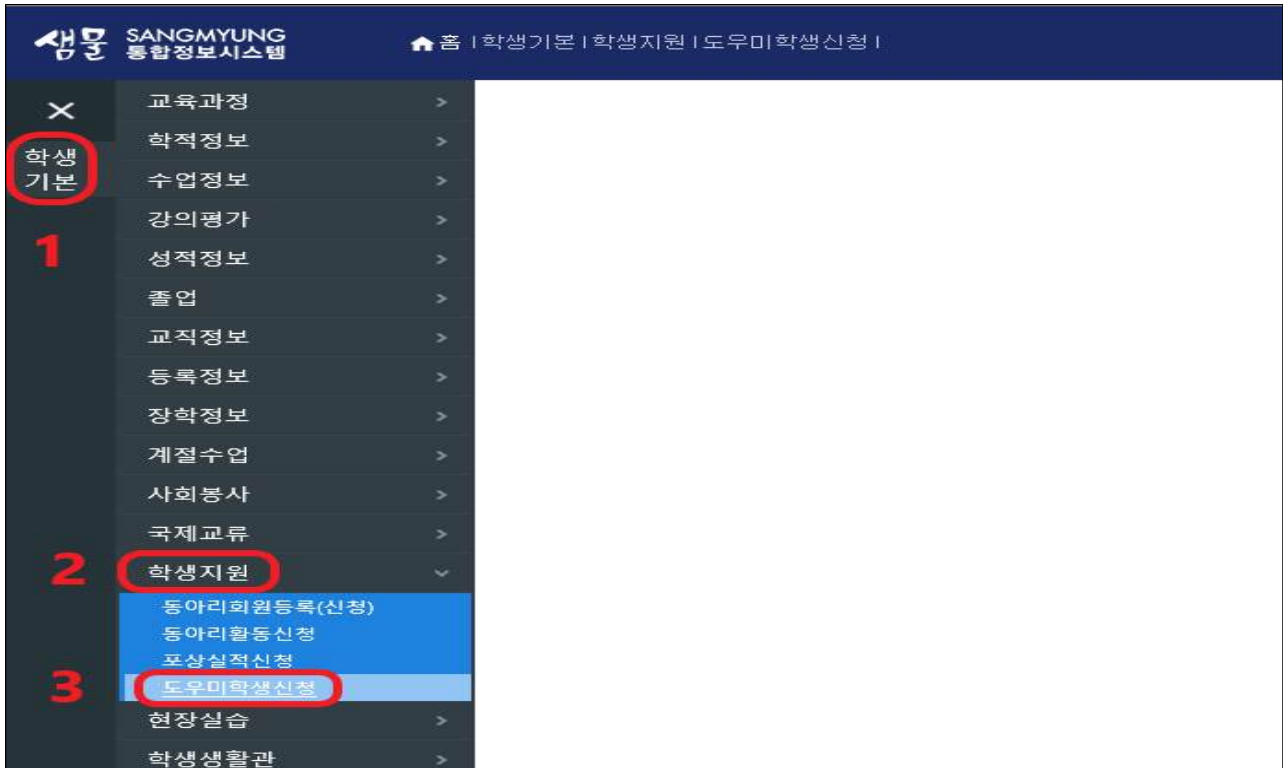 샘물 SANGMYUNG 통합정보시스템
홈 | 학생기본 | 학생지원 | 도우미학생신청 |
학생
기본
1
교육과정
학적정보
수업정보
강의평가
성적정보
졸업
교직정보
등록정보
장학정보
계절수업
사회봉사
국제교류
2 학생지원
동아리회원등록(신청)
동아리활동신청
포상실적신청
3 도우미학생신청
현장실습
학생생활관